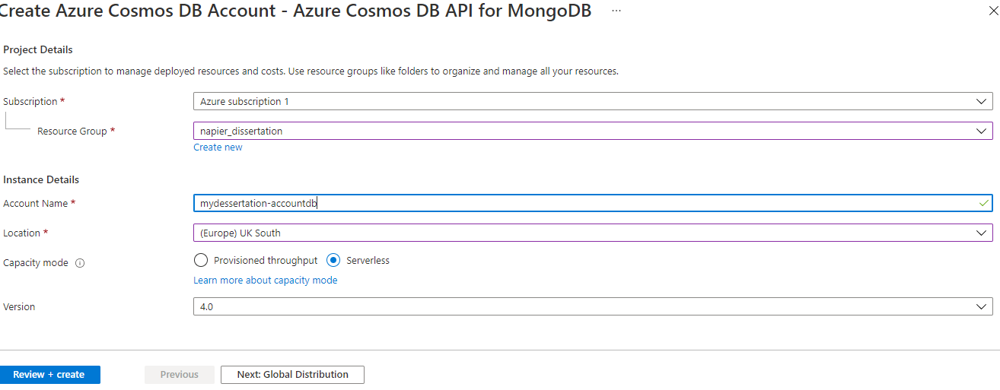 Create Azure Cosmos DB Account - Azure Cosmos DB API for MongoDB ...
Project Details
Select the subscription to manage deployed resources and costs. Use resource groups like folders to organize and manage all your resources.
Subscription * Azure subscription 1
Resource Group * napier_dissertation
Create new
Instance Details
Account Name * mydessertation-accountdb
Location * (Europe) UK South
Capacity mode Provisioned throughput Serverless
Learn more about capacity mode
Version 4.0
Review + create Previous Next: Global Distribution